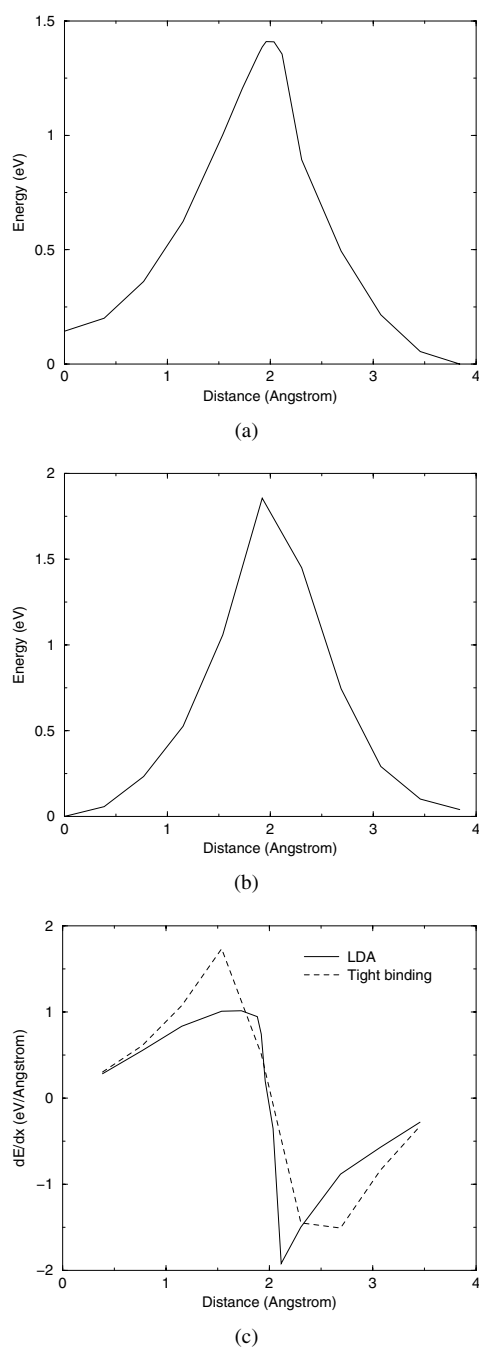 1.5
1
0.5
0
Energy (eV)
0 1 2 3 4
Distance (Angstrom)
(a)
2
1.5
1
0.5
0
Energy (eV)
0 1 2 3 4
Distance (Angstrom)
(b)
2
1
0
−1
−2
dE/dx (eV/Angstrom)
LDA
Tight binding
0 1 2 3 4
Distance (Angstrom)
(c)